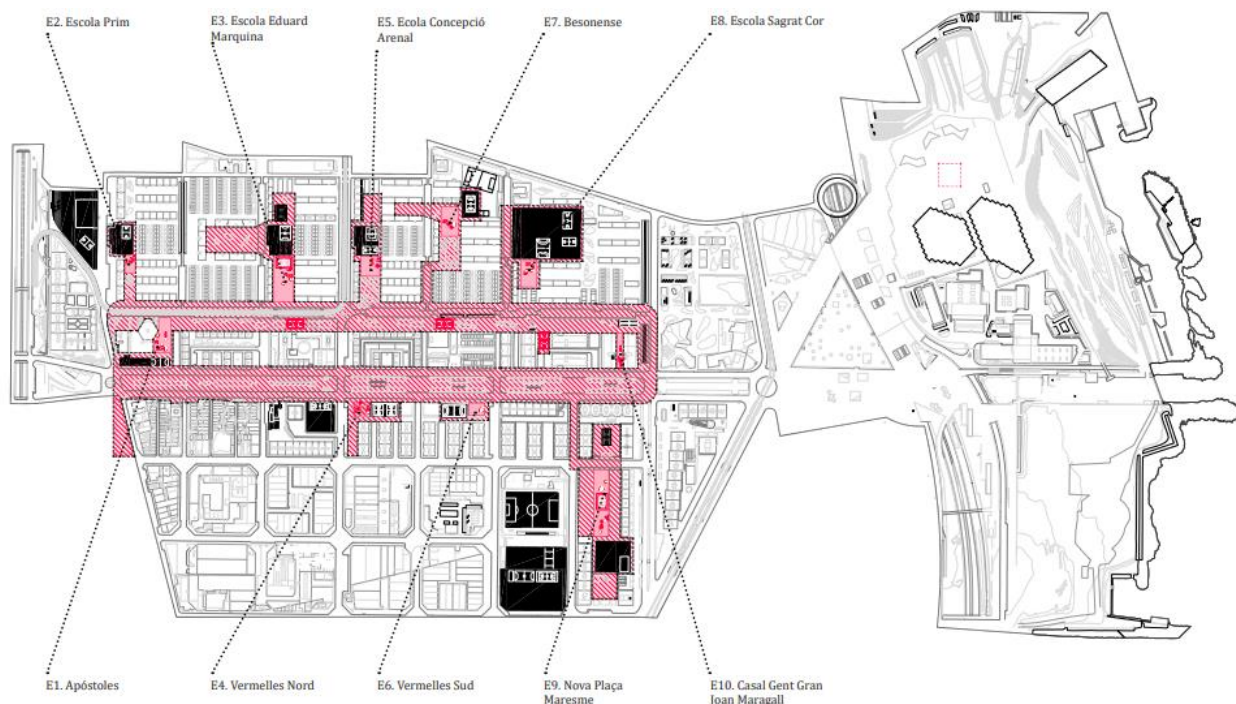 E2. Escola Prim
E3. Escola Eduard
Marquina
E5. Ecola Concepció
Arenal
E7. Besonense
E8. Escola Sagrat Cor
E1. Apóstoles
E4. Vermelles Nord
E6. Vermelles Sud
E9. Nova Plaça
Maresme
E10. Casal Gent Gran
Joan Maragall